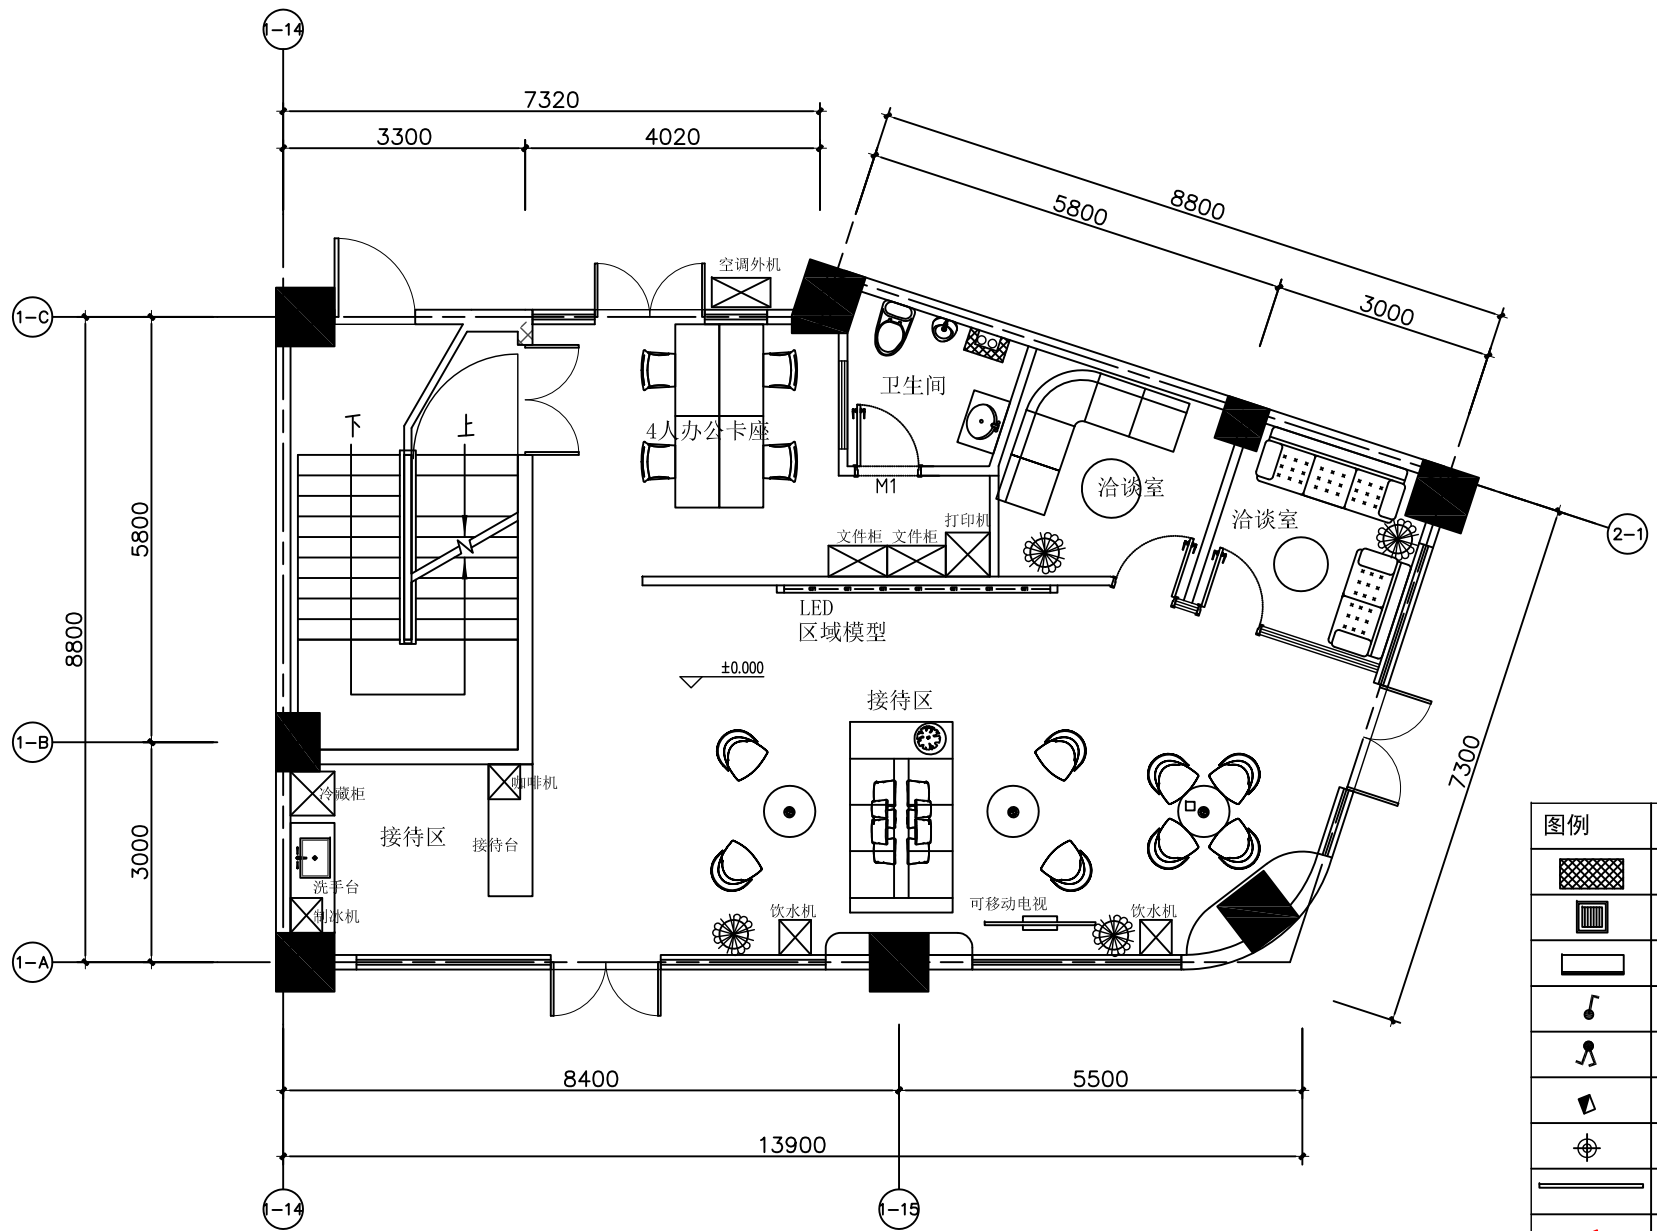 1-14
7320
3300
4020
8800
5800
3000
空调外机
1-C
卫生间
下
上
4人办公卡座
M1
洽谈室
洽谈室
打印机
文件柜
文件柜
5800
2-1
LED
区域模型
8800
±0.000
接待区
1-B
7300
冷藏柜
咖啡机
接待区
接待台
3000
图例
洗手台
制冰机
饮水机
可移动电视
饮水机
1-A
8400
5500
13900
1-14
1-15